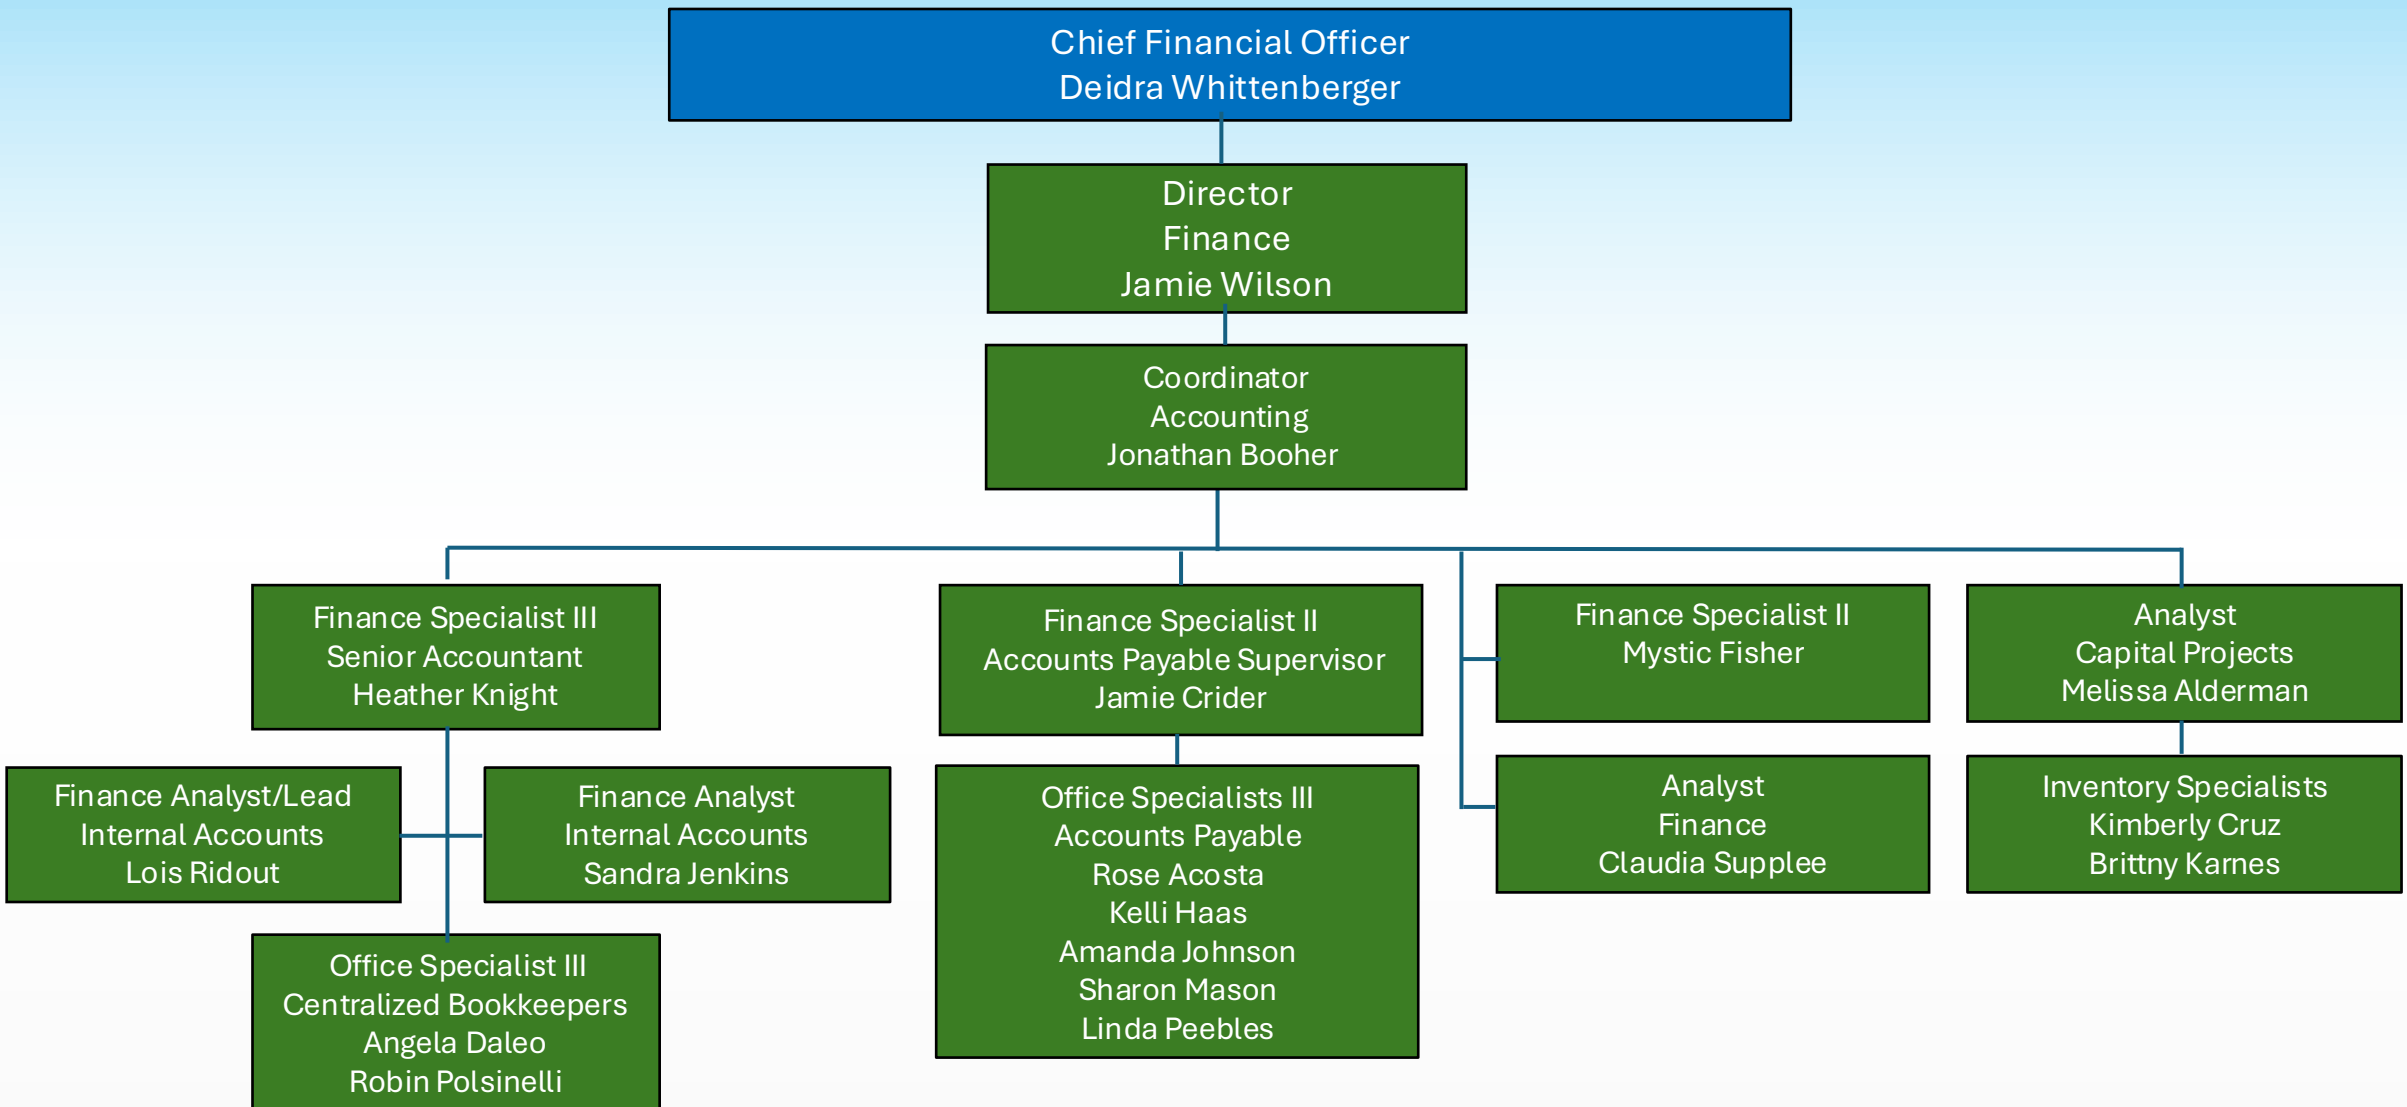 Chief Financial Officer
Deidra Whittenberger
Director
Finance
Jamie Wilson
Coordinator
Accounting
Jonathan Booher
Finance Specialist III
Senior Accountant
Heather Knight
Finance Analyst/Lead
Internal Accounts
Lois Ridout
Finance Analyst
Internal Accounts
Sandra Jenkins
Office Specialist III
Centralized Bookkeepers
Angela Daleo
Robin Polsinelli
Finance Specialist II
Accounts Payable Supervisor
Jamie Crider
Office Specialists III
Accounts Payable
Rose Acosta
Kelli Haas
Amanda Johnson
Sharon Mason
Linda Peebles
Finance Specialist II
Mystic Fisher
Analyst
Finance
Claudia Supplee
Analyst
Capital Projects
Melissa Alderman
Inventory Specialists
Kimberly Cruz
Brittny Karnes